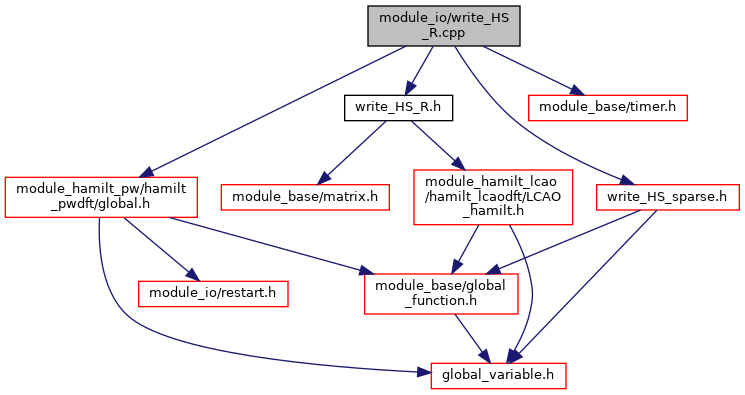 module_io/write_HS
_R.cpp
write_HS_R.h
module_base/timer.h
module_hamilt_pw/hamilt
_pwdft/global.h
module_base/matrix.h
module_hamilt_lcao
/hamilt_lcaodft/LCAO
_hamilt.h
write_HS_sparse.h
module_io/restart.h
module_base/global
_function.h
global_variable.h